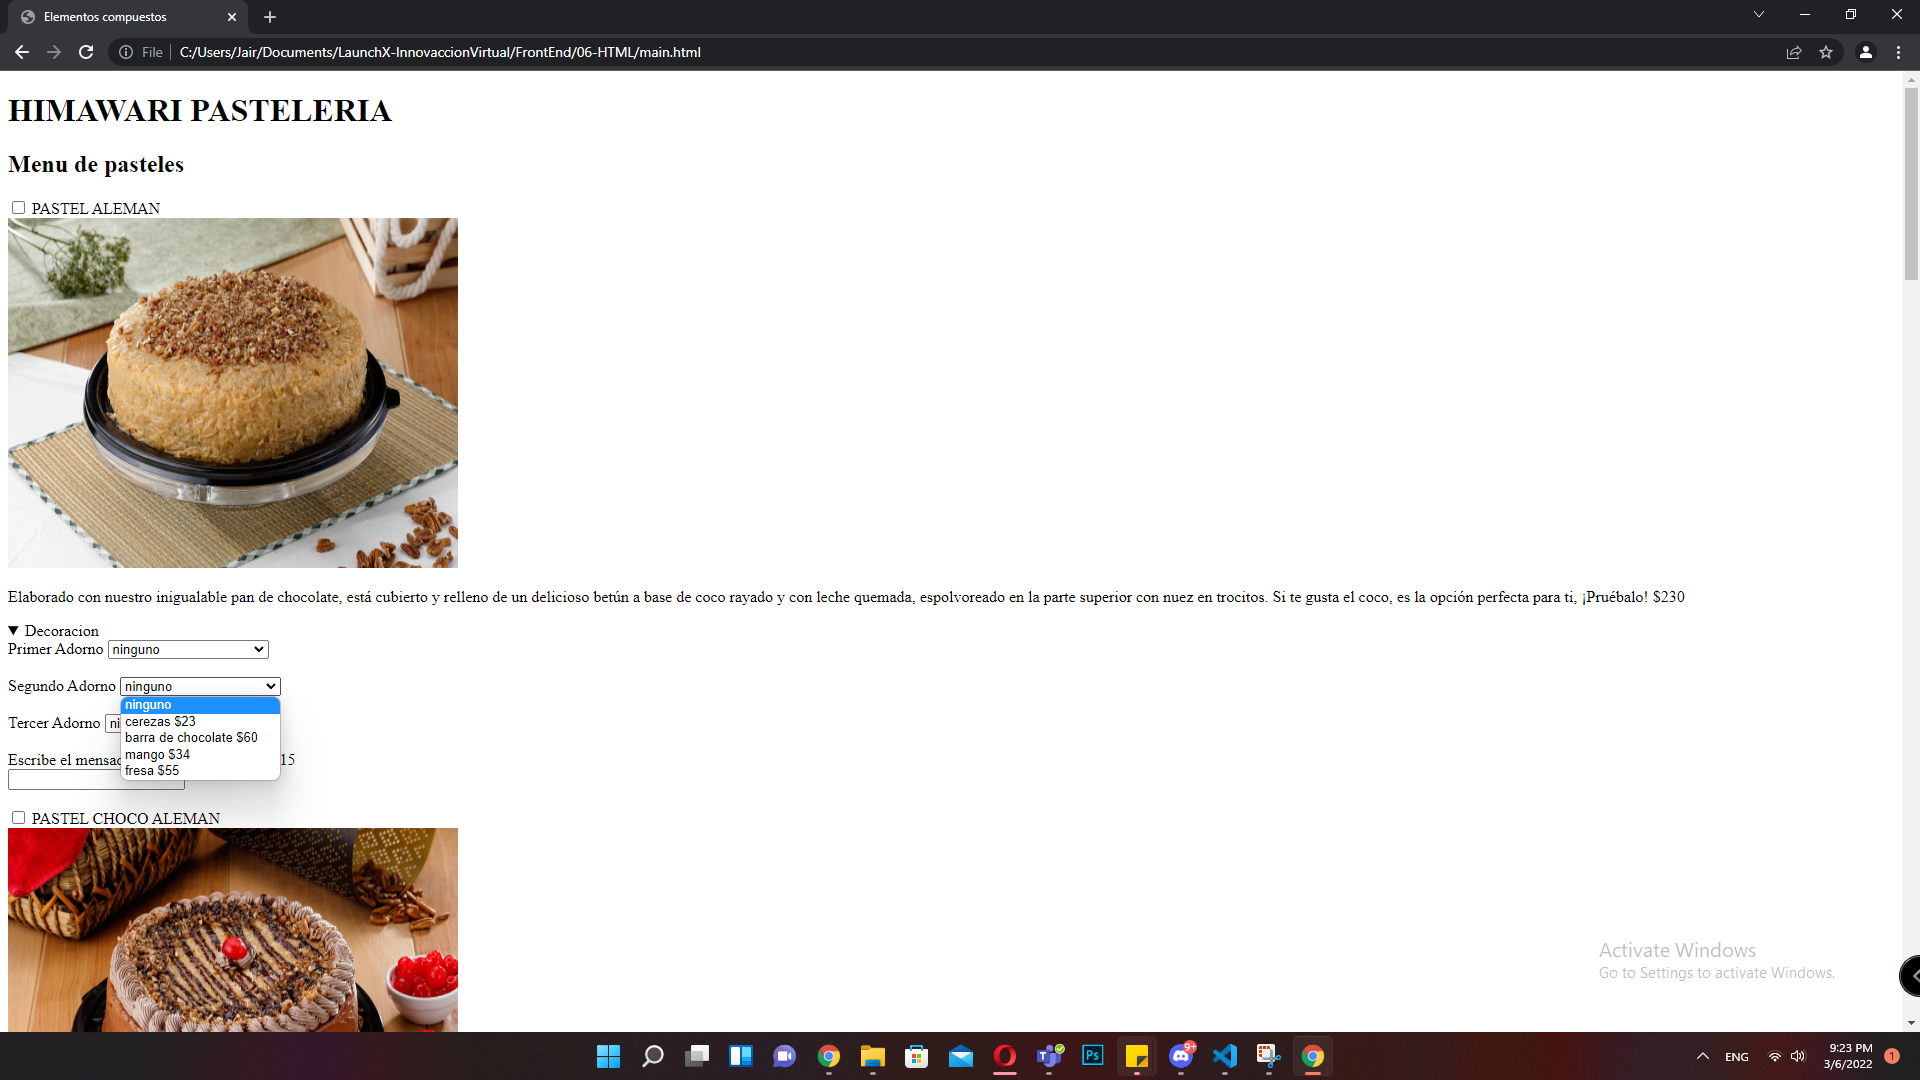 Elementos compuestos
File
C:/Users/Jair/Documents/LaunchX-InnovaccionVirtual/FrontEnd/06-HTML/main.html
HIMAWARI PASTELERIA
Menu de pasteles
PASTEL ALEMAN
Elaborado con nuestro inigualable pan de chocolate, está cubierto y relleno de un delicioso betún a base de coco rayado y con leche quemada, espolvoreado en la parte superior con nuez en trocitos. Si te gusta el coco, es la opción perfecta para ti, ¡Pruébalo! $230
Decoracion
Primer Adorno ninguno
Segundo Adorno ninguno
ninguno
cerezas $23
barra de chocolate $60
mango $34
fresa $55
Tercer Adorno ni
Escribe el mensa 15
PASTEL CHOCO ALEMAN
Activate Windows
Go to Settings to activate Windows.
Ps
9+
ENG
9:23 PM
3/6/2022
1